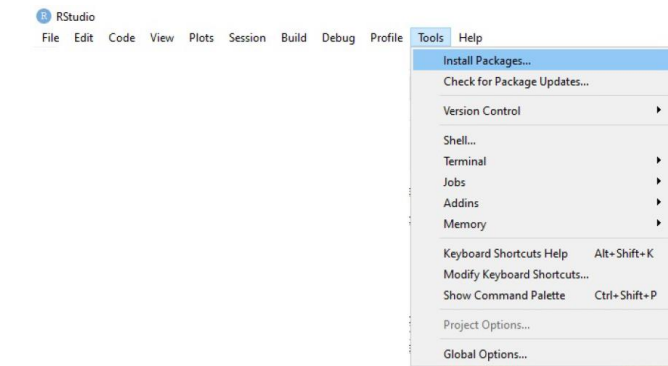 RStudio
File Edit Code View Plots Session Build Debug Profile Tools Help
Install Packages...
Check for Package Updates...
Version Control
Shell...
Terminal
Jobs
Addins
Memory
Keyboard Shortcuts Help Alt+Shift+K
Modify Keyboard Shortcuts...
Show Command Palette Ctrl+Shift+P
Project Options...
Global Options...